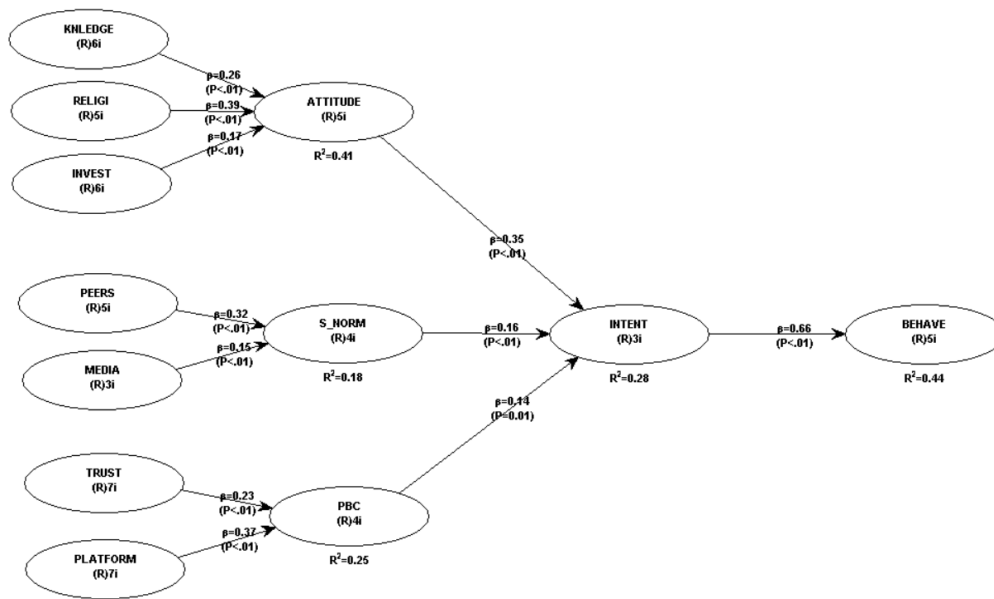 KNLEDGE
(R)6i
β=0.26
(P<.01)
RELIGI
(R)5i
β=0.39
(P<.01)
ATTITUDE
(R)5i
R²=0.41
INVEST
(R)6i
β=0.17
(P<.01)
β=0.35
(P<.01)
PEERS
(R)5i
β=0.32
(P<.01)
S_NORM
(R)4i
R²=0.18
MEDIA
(R)3i
β=0.15
(P<.01)
β=0.16
(P<.01)
INTENT
(R)3i
R²=0.28
β=0.66
(P<.01)
BEHAVE
(R)5i
R²=0.44
β=0.14
(P=0.01)
TRUST
(R)7i
β=0.23
(P<.01)
PBC
(R)4i
R²=0.25
PLATFORM
(R)7i
β=0.37
(P<.01)